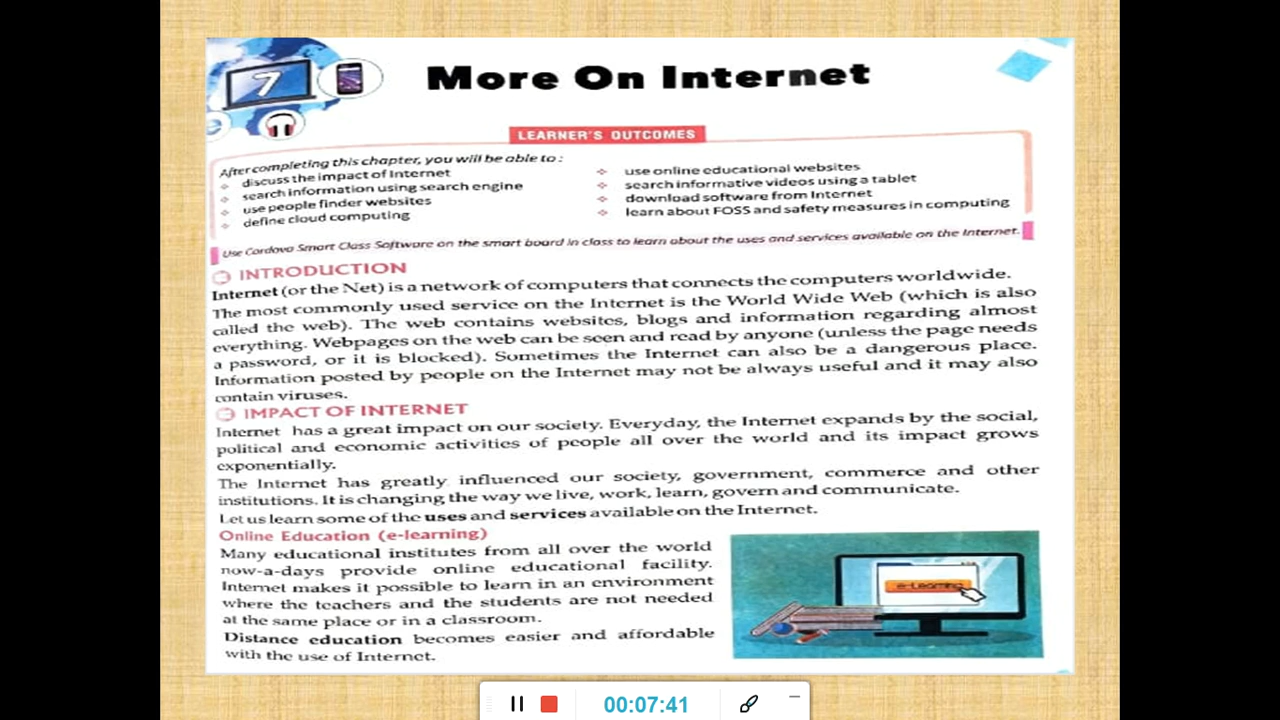 7
More On Internet
LEARNER'S OUTCOMES
After completing this chapter, you will be able to :
discuss the impact of Internet
search information using search engine
use people finder websites
define cloud computing
use online educational websites
search informative videos using a tablet
download software from Internet
learn about FOSS and safety measures in computing
Use Cordova Smart Class Software on the smart board in class to learn about the uses and services available on the Internet.
INTRODUCTION
Internet (or the Net) is a network of computers that connects the computers worldwide.
The most commonly used service on the Internet is the World Wide Web (which is also
called the web). The web contains websites, blogs and information regarding almost
everything. Webpages on the web can be seen and read by anyone (unless the page needs
a password, or it is blocked). Sometimes the Internet can also be a dangerous place.
Information posted by people on the Internet may not be always useful and it may also
contain viruses.
IMPACT OF INTERNET
Internet has a great impact on our society. Everyday, the Internet expands by the social,
political and economic activities of people all over the world and its impact grows
exponentially.
The Internet has greatly influenced our society, government, commerce and other
institutions. It is changing the way we live, work, learn, govern and communicate.
Let us learn some of the uses and services available on the Internet.
Online Education (e-learning)
Many educational institutes from all over the world
now-a-days provide online educational facility.
Internet makes it possible to learn in an environment
where the teachers and the students are not needed
at the same place or in a classroom.
Distance education becomes easier and affordable
with the use of Internet.
e-Learning
00:07:41